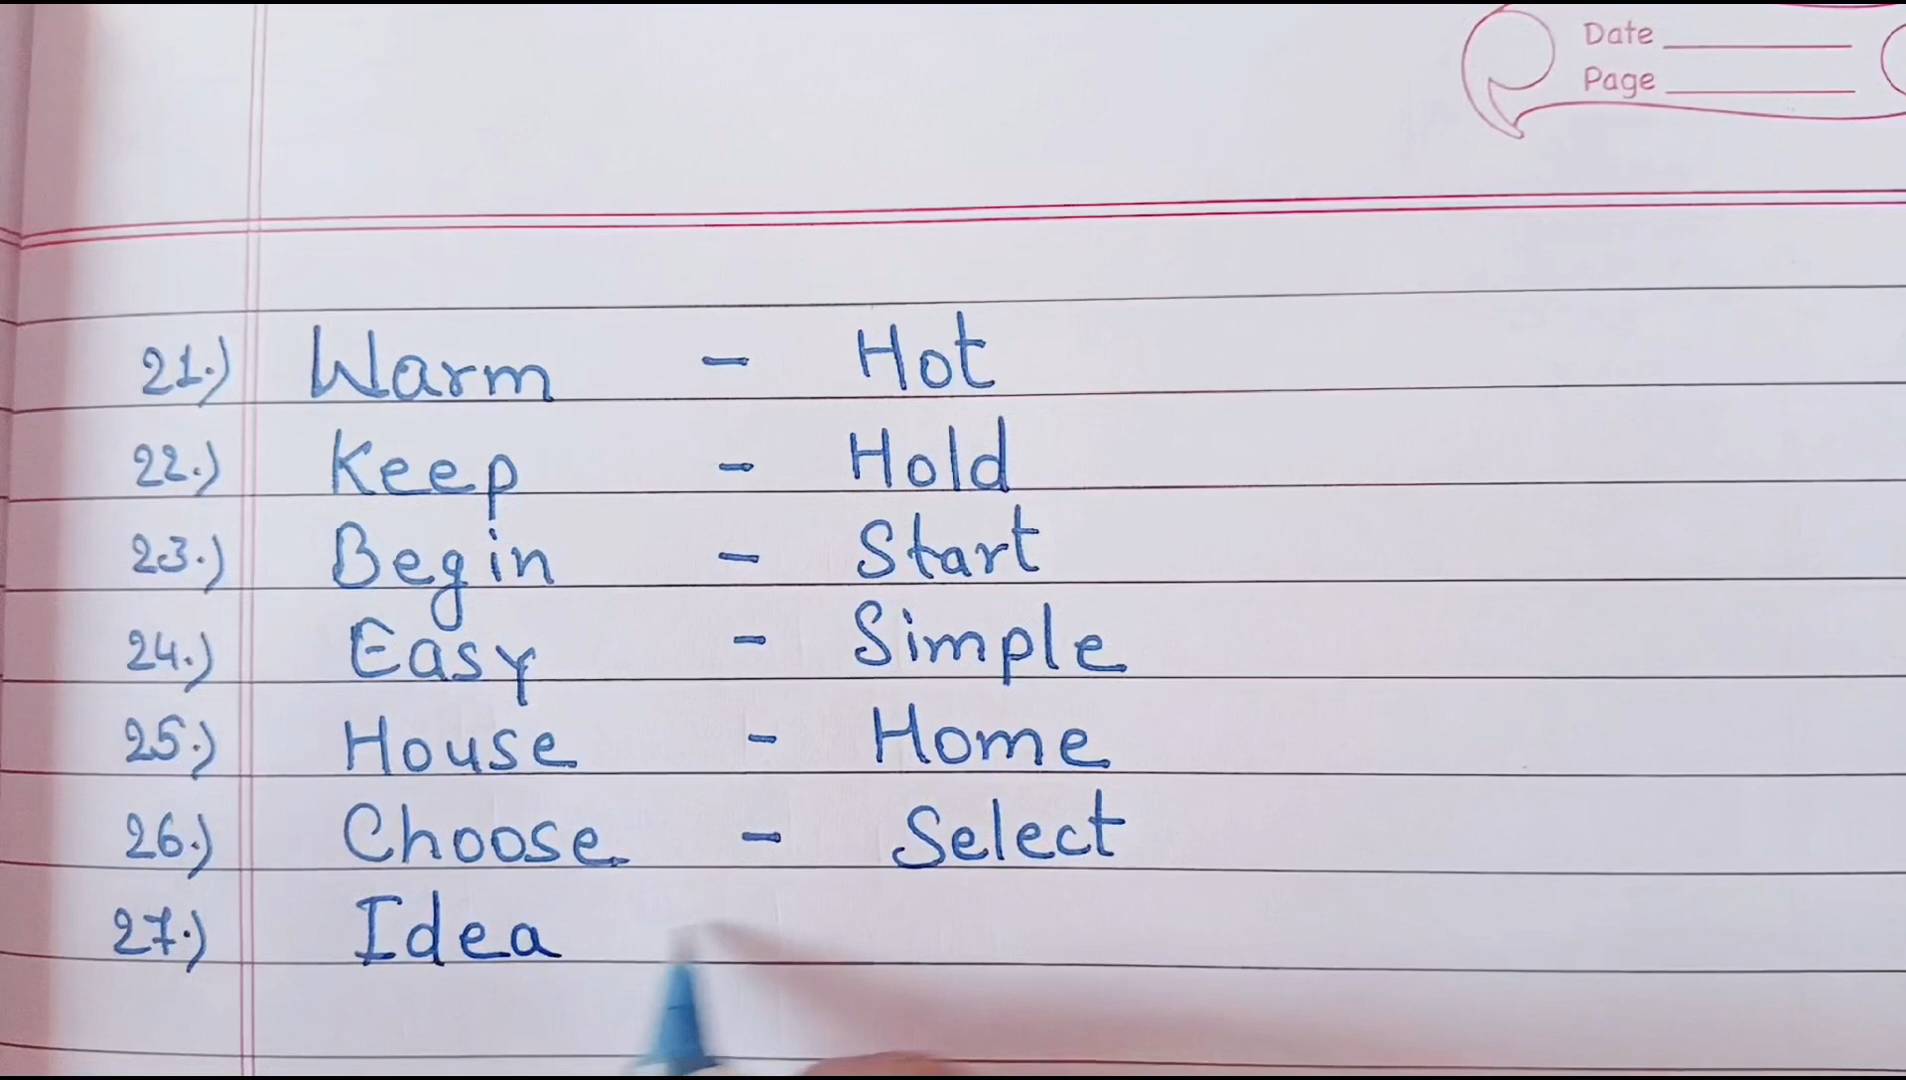 Date
Page
21.) Warm - Hot
22.) Keep - Hold
23.) Begin - Start
24.) Easy - Simple
25.) House - Home
26.) Choose - Select
27.) Idea